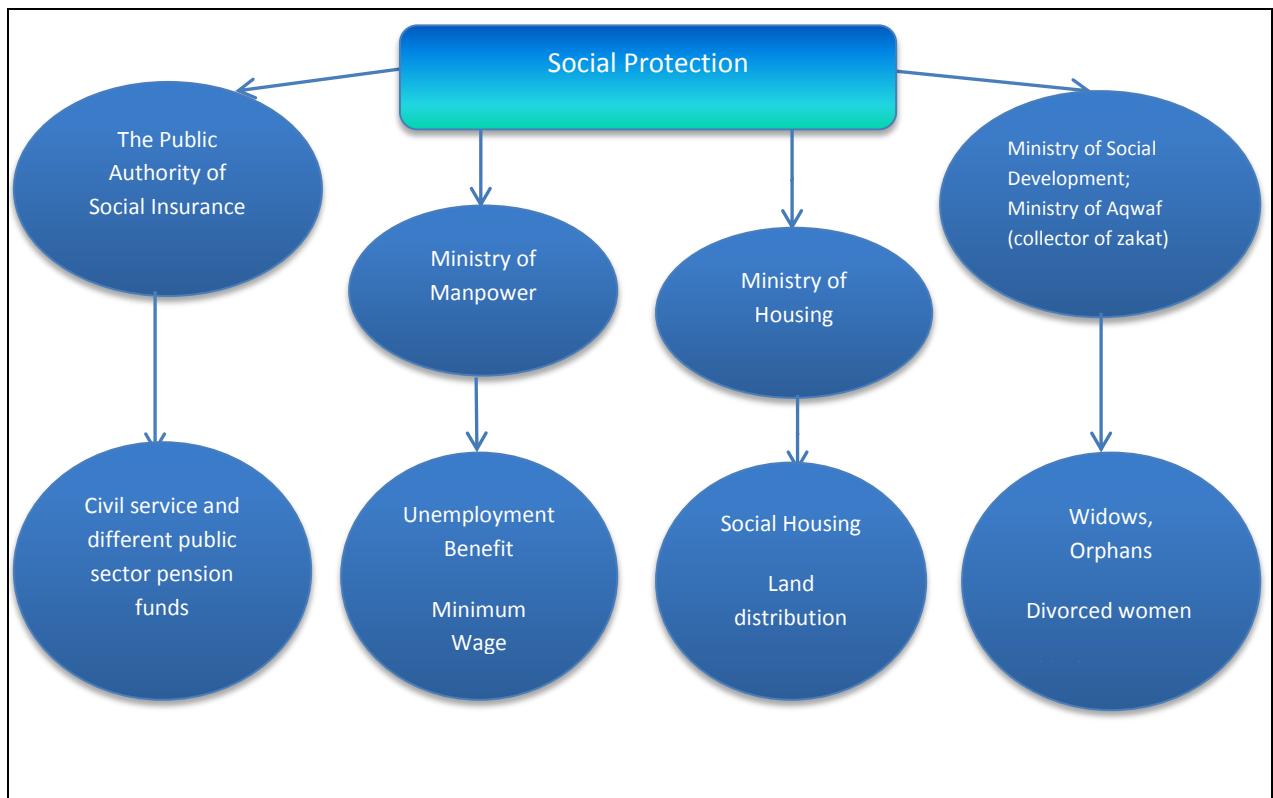 Social Protection
The Public
Authority of
Social Insurance
Ministry of
Manpower
Ministry of
Housing
Ministry of Social
Development;
Ministry of Aqwaf
(collector of zakat)
Civil service and
different public
sector pension
funds
Unemployment
Benefit
Minimum
Wage
Social Housing
Land
distribution
Widows,
Orphans
Divorced women